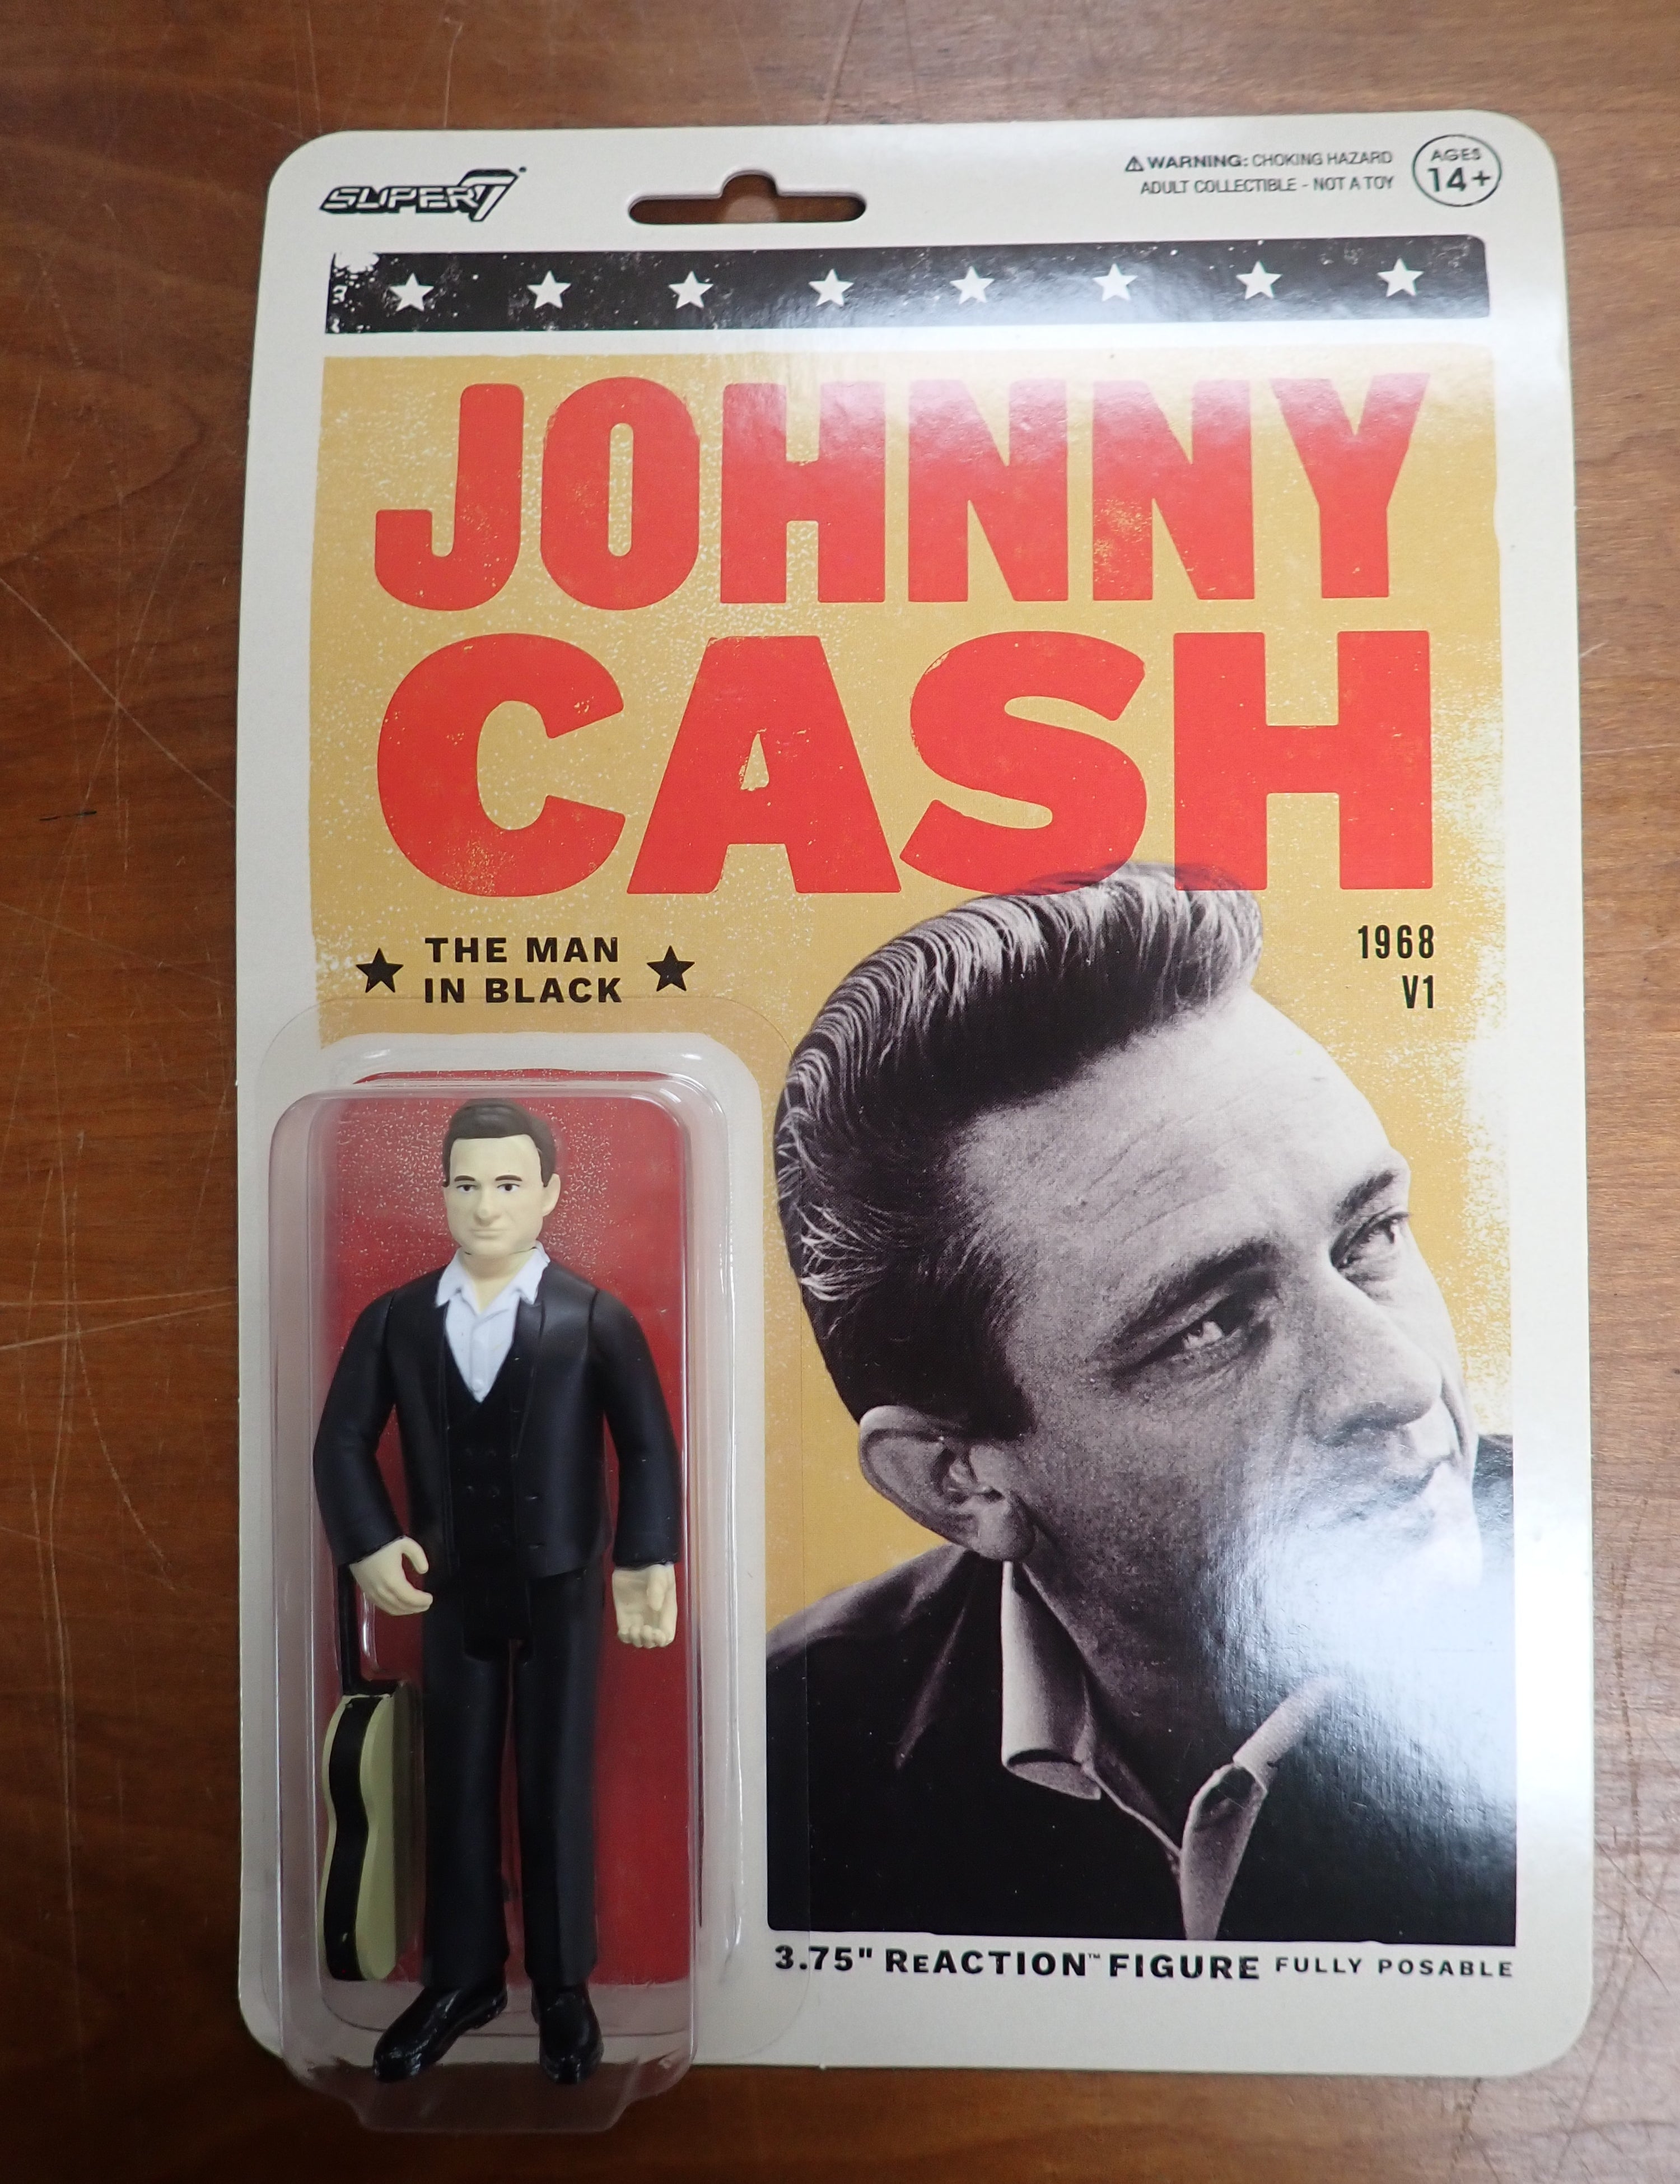 SUPER7
⚠ WARNING: CHOKING HAZARD
ADULT COLLECTIBLE - NOT A TOY
AGES
14+
JOHNNY
CASH
THE MAN
IN BLACK
1968
V1
3.75" REACTION™ FIGURE FULLY POSABLE